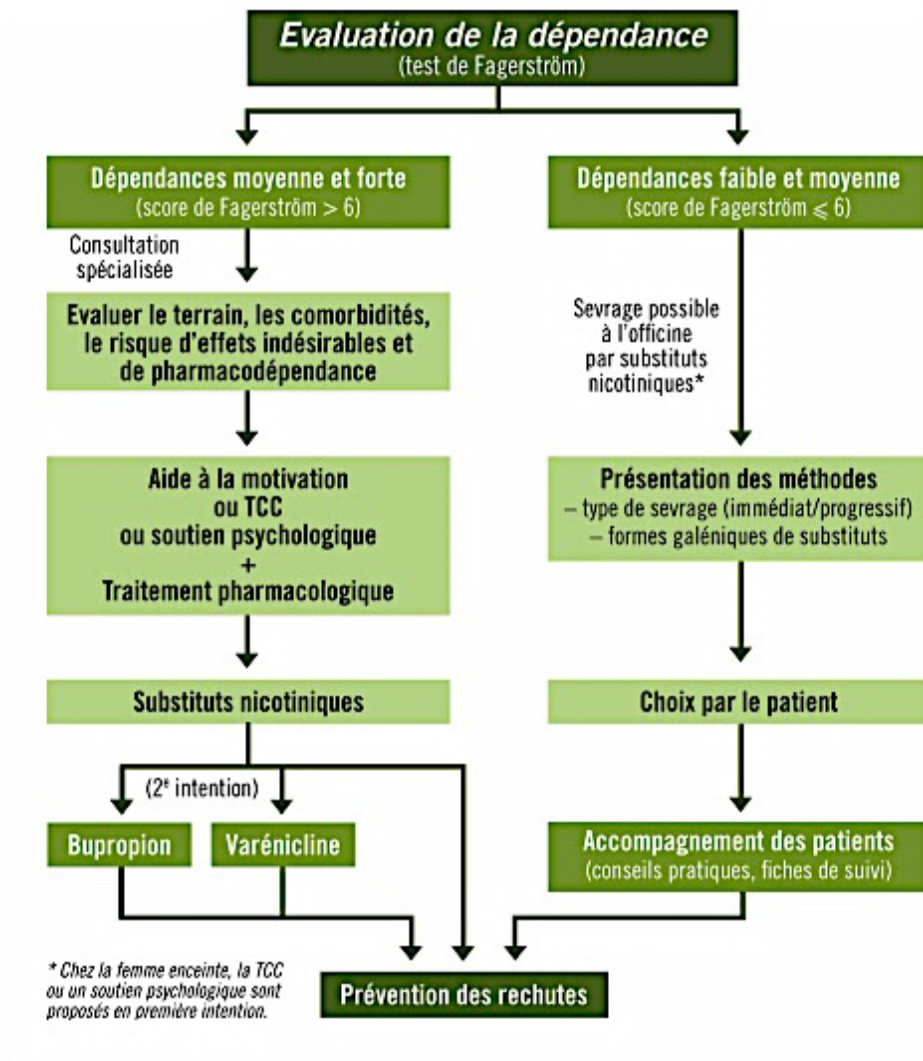 Evaluation de la dépendance
(test de Fagerström)
Dépendances moyenne et forte
(score de Fagerström > 6)
Consultation
spécialisée
Evaluer le terrain, les comorbidités,
le risque d'effets indésirables et
de pharmacodépendance
Aide à la motivation
ou TCC
ou soutien psychologique
+
Traitement pharmacologique
Substituts nicotiniques
(2e intention)
Bupropion
Varénicline
Dépendances faible et moyenne
(score de Fagerström ⩽ 6)
Sevrage possible
à l'officine
par substituts
nicotiniques*
Présentation des méthodes
– type de sevrage (immédiat/progressif)
– formes galéniques de substituts
Choix par le patient
Accompagnement des patients
(conseils pratiques, fiches de suivi)
Prévention des rechutes
* Chez la femme enceinte, la TCC
ou un soutien psychologique sont
proposés en première intention.